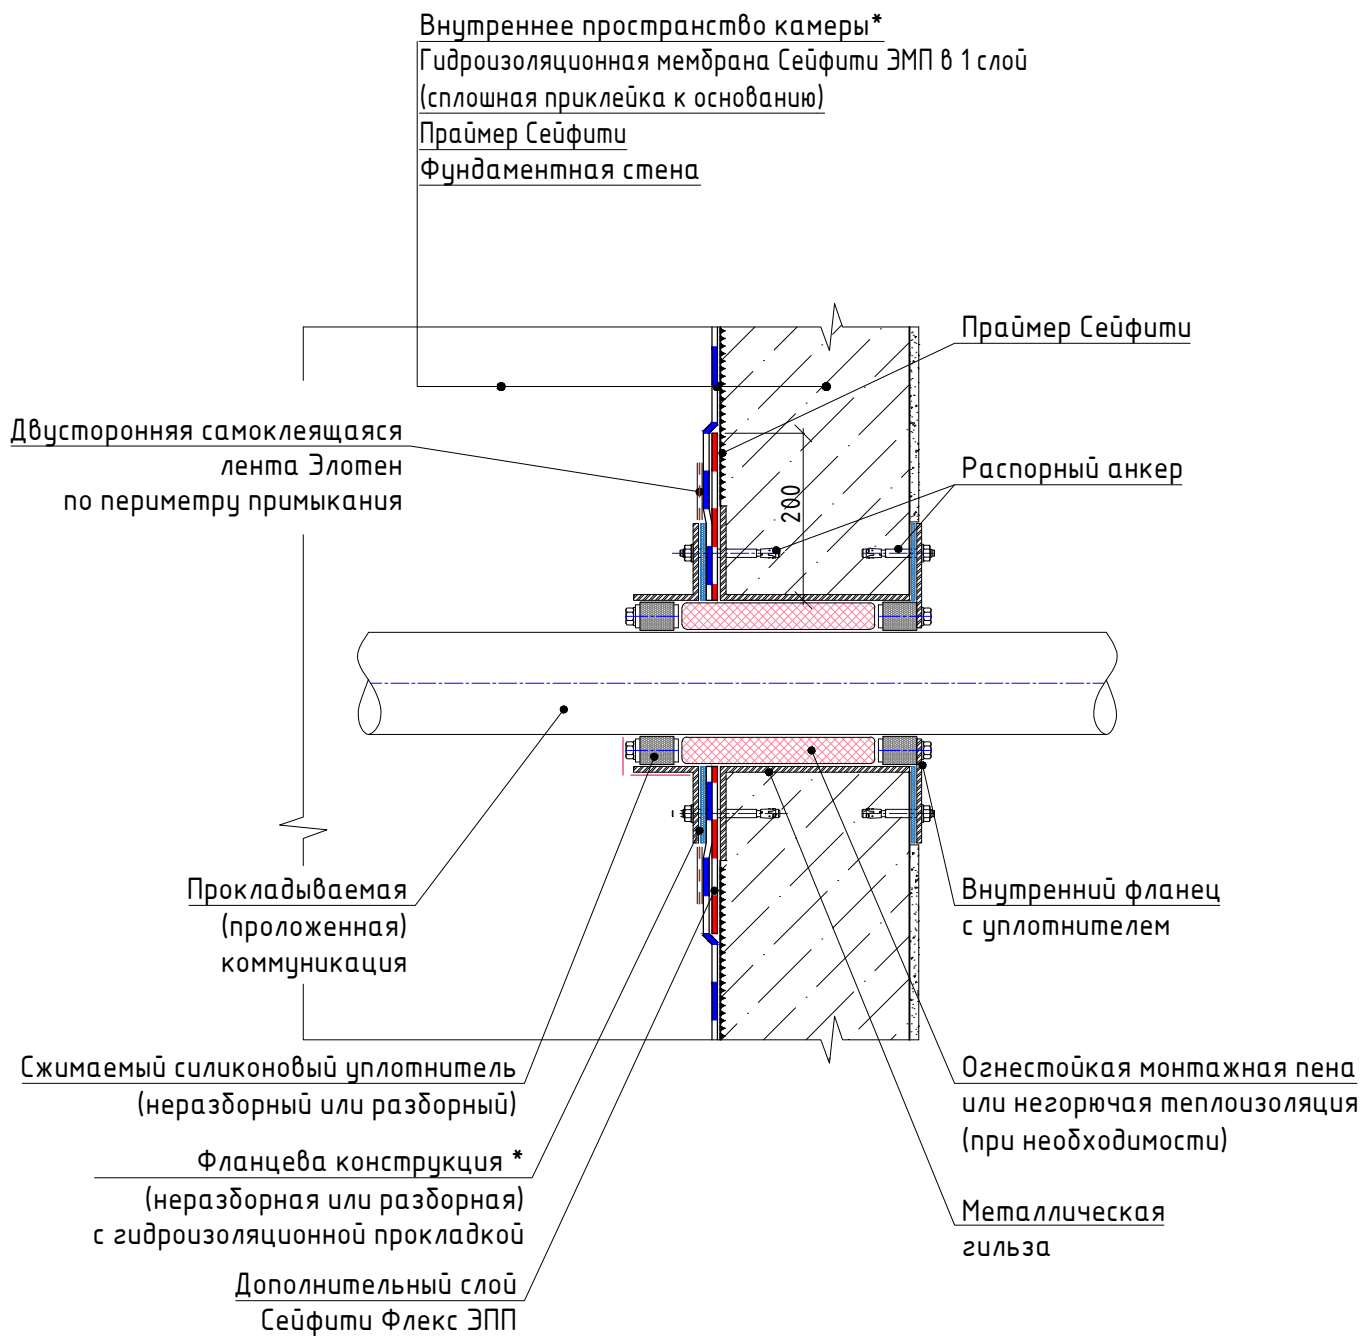 Внутреннее пространство камеры*
Гидроизоляционная мембрана Сейфити ЭМП в 1 слой
(сплошная приклейка к основанию)
Праймер Сейфити
Фундаментная стена
Праймер Сейфити
Двусторонняя самоклеящаяся
лента Элотен
по периметру примыкания
Распорный анкер
200
Прокладываемая
(проложенная)
коммуникация
Внутренний фланец
с уплотнителем
Сжимаемый силиконовый уплотнитель
(неразборный или разборный)
Огнестойкая монтажная пена
или негорючая теплоизоляция
(при необходимости)
Фланцева конструкция *
(неразборная или разборная)
с гидроизоляционной прокладкой
Металлическая
гильза
Дополнительный слой
Сейфити Флекс ЭПП